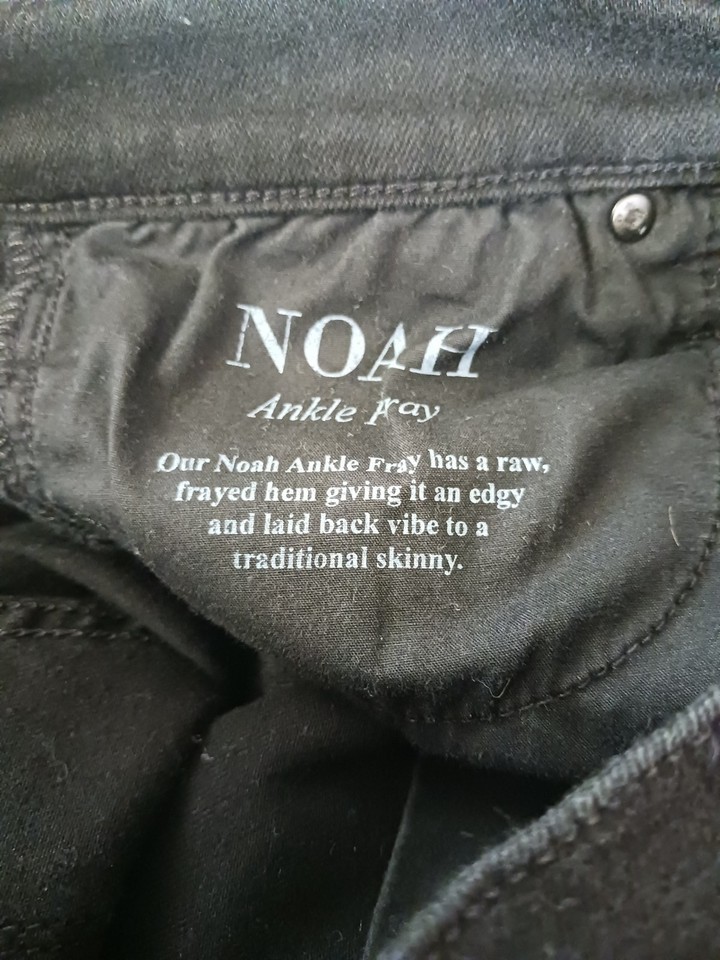 NOAH
Ankle Fray
Our Noah Ankle Fray has a raw,
frayed hem giving it an edgy
and laid back vibe to a
traditional skinny.